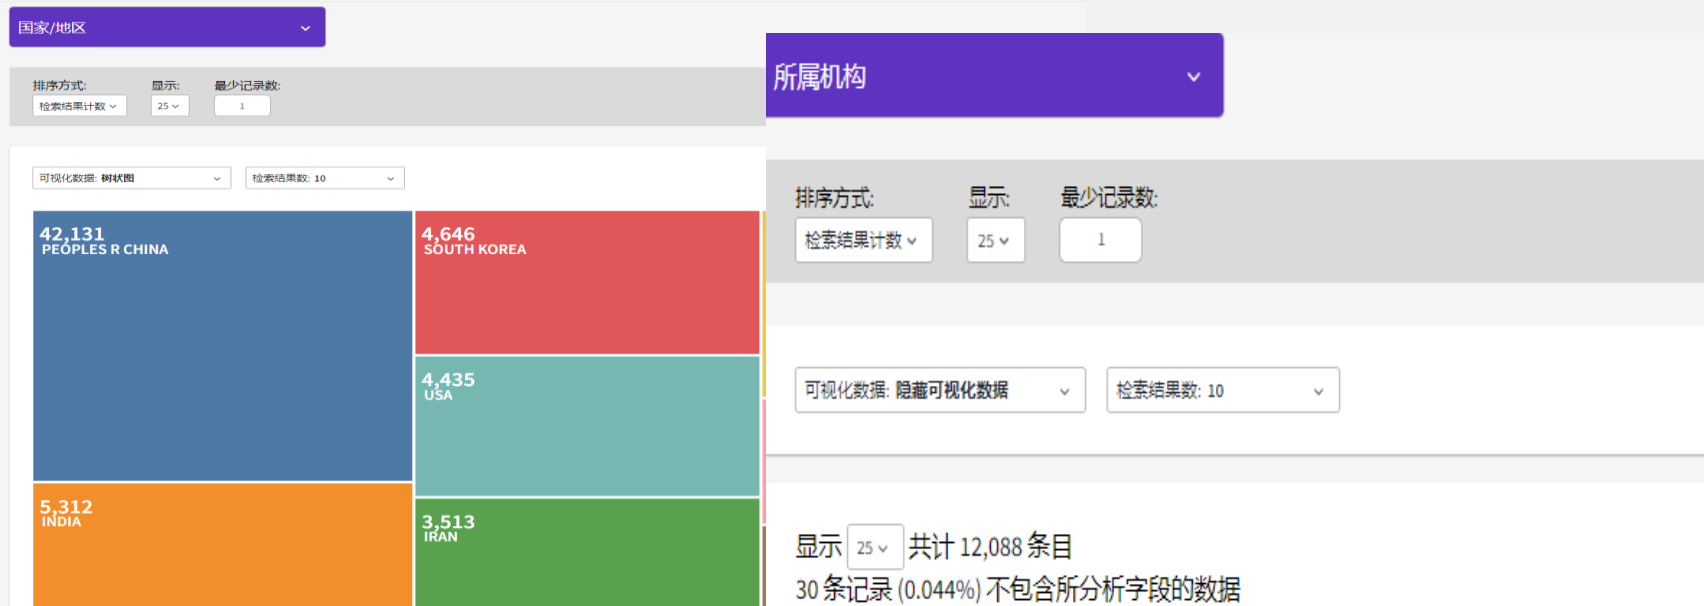 国家/地区
排序方式: 显示: 最少记录数:
检索结果计数 25 1
可视化数据: 树状图 检索结果数: 10
42,131
PEOPLES R CHINA
4,646
SOUTH KOREA
4,435
USA
5,312
INDIA
3,513
IRAN
所属机构
排序方式: 显示: 最少记录数:
检索结果计数 25 1
可视化数据: 隐藏可视化数据 检索结果数: 10
显示 25 共计 12,088 条目
30 条记录 (0.044%) 不包含所分析字段的数据